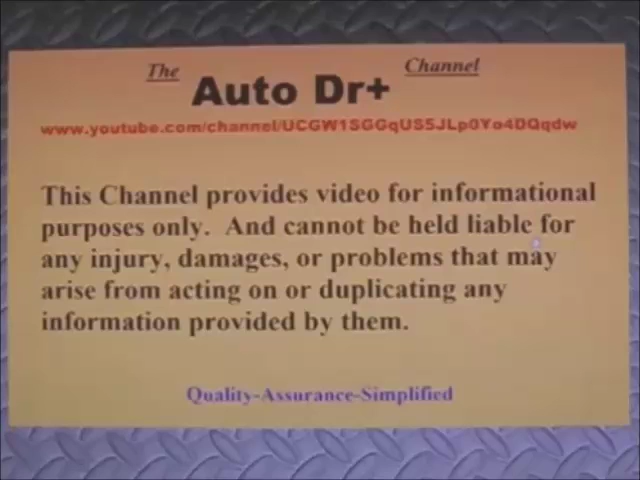 The Auto Dr+ Channel
www.youtube.com/channel/UCGW1SGGqUS5JLp0Yo4DQqdw
This Channel provides video for informational
purposes only. And cannot be held liable for
any injury, damages, or problems that may
arise from acting on or duplicating any
information provided by them.
Quality-Assurance-Simplified